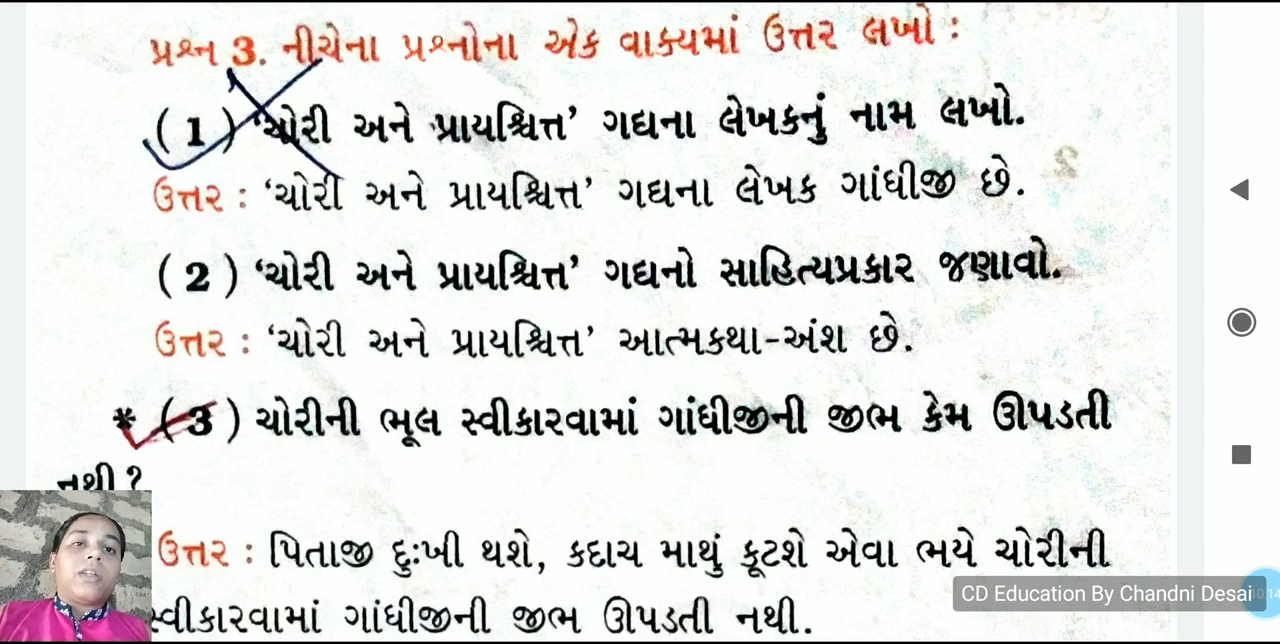 પ્રશ્ન 3. નીચેના પ્રશ્નોના એક વાક્યમાં ઉત્તર લખો :
( 1 ) ‘ચોરી અને પ્રાયશ્ચિત્ત’ ગદ્યના લેખકનું નામ લખો.
ઉત્તર : ‘ચોરી અને પ્રાયશ્ચિત્ત’ ગદ્યના લેખક ગાંધીજી છે.
( 2 ) ‘ચોરી અને પ્રાયશ્ચિત્ત’ ગદ્યનો સાહિત્યપ્રકાર જણાવો.
ઉત્તર : ‘ચોરી અને પ્રાયશ્ચિત્ત’ આત્મકથા-અંશ છે.
* ( 3 ) ચોરીની ભૂલ સ્વીકારવામાં ગાંધીજીની જીભ કેમ ઊપડતી
નથી ?
ઉત્તર : પિતાજી દુઃખી થશે, કદાચ માથું કૂટશે એવા ભયે ચોરીની
સ્વીકારવામાં ગાંધીજીની જીભ ઊપડતી નથી.
CD Education By Chandni Desai